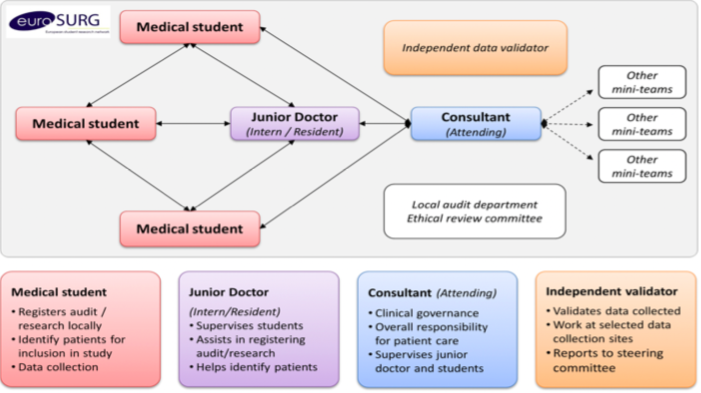 euroSURG
European student research network
Medical student
Independent data validator
Other
mini-teams
Medical student
Junior Doctor
(Intern / Resident)
Consultant
(Attending)
Other
mini-teams
Other
mini-teams
Medical student
Local audit department
Ethical review committee
Medical student
• Registers audit /
research locally
• Identify patients for
inclusion in study
• Data collection
Junior Doctor
(Intern/Resident)
• Supervises students
• Assists in registering
audit/research
• Helps identify patients
Consultant (Attending)
• Clinical governance
• Overall responsibility
for patient care
• Supervises junior
doctor and students
Independent validator
• Validates data collected
• Work at selected data
collection sites
• Reports to steering
committee